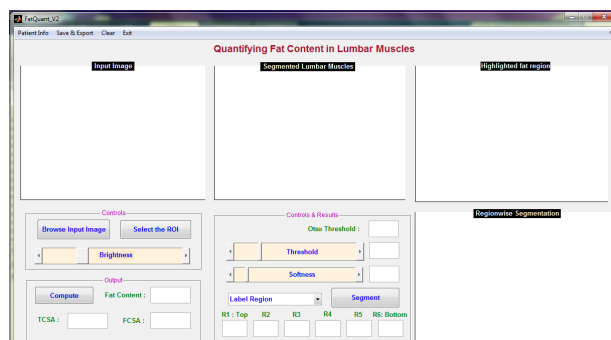 FatQuant_V2
Patient Info Save & Export Clear Exit
Quantifying Fat Content in Lumbar Muscles
Input Image Segmented Lumbar Muscles Highlighted fat region
Controls
Browse Input Image Select the ROI
Brightness
Output
Compute Fat Content :
TCSA : FCSA :
Controls & Results
Otsu Threshold :
Threshold
Softness
Label Region Segment
R1 : Top R2 R3 R4 R5 R6: Bottom
Regionwise Segmentation